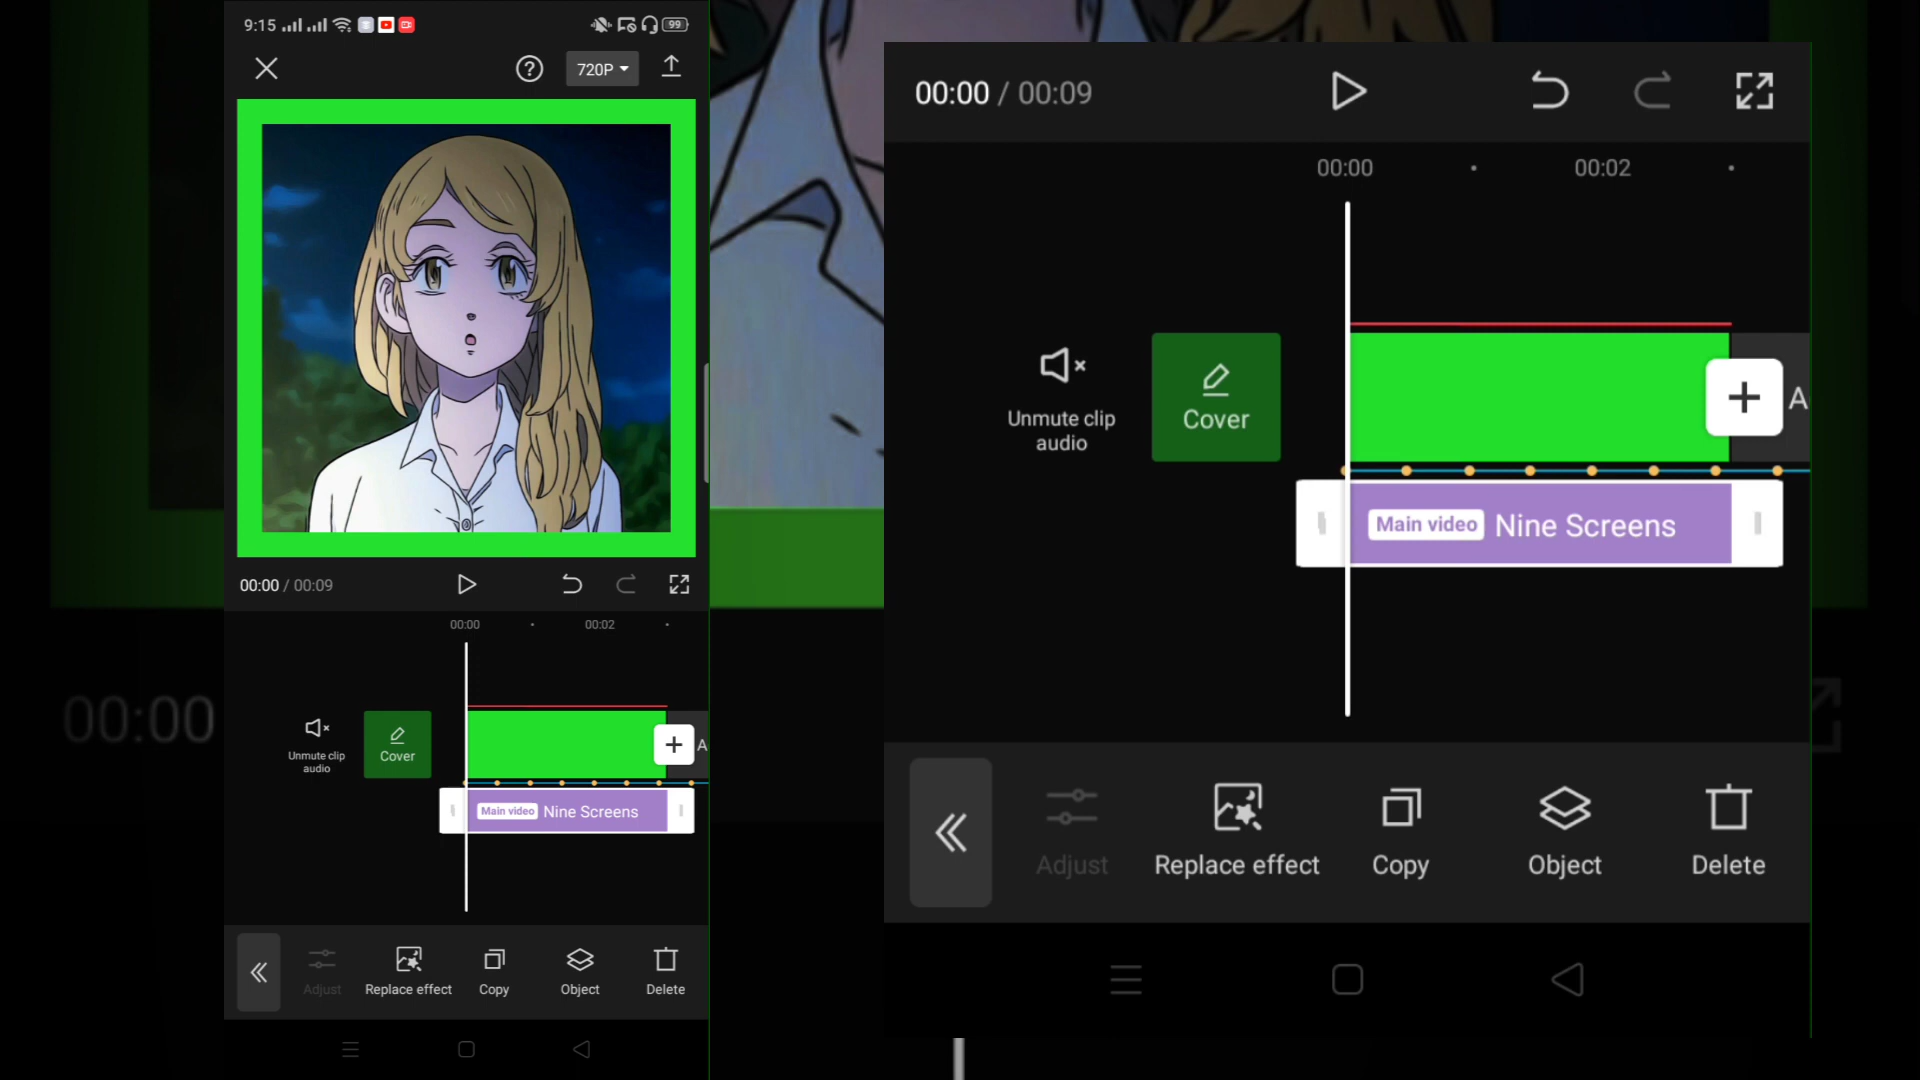 9:15
99
720P
00:00 / 00:09
00:00
00:02
Unmute clip
audio
Cover
A
Main video Nine Screens
Adjust
Replace effect
Copy
Object
Delete
00:00 / 00:09
00:00
00:02
Unmute clip
audio
Cover
A
Main video Nine Screens
Adjust
Replace effect
Copy
Object
Delete
00:00